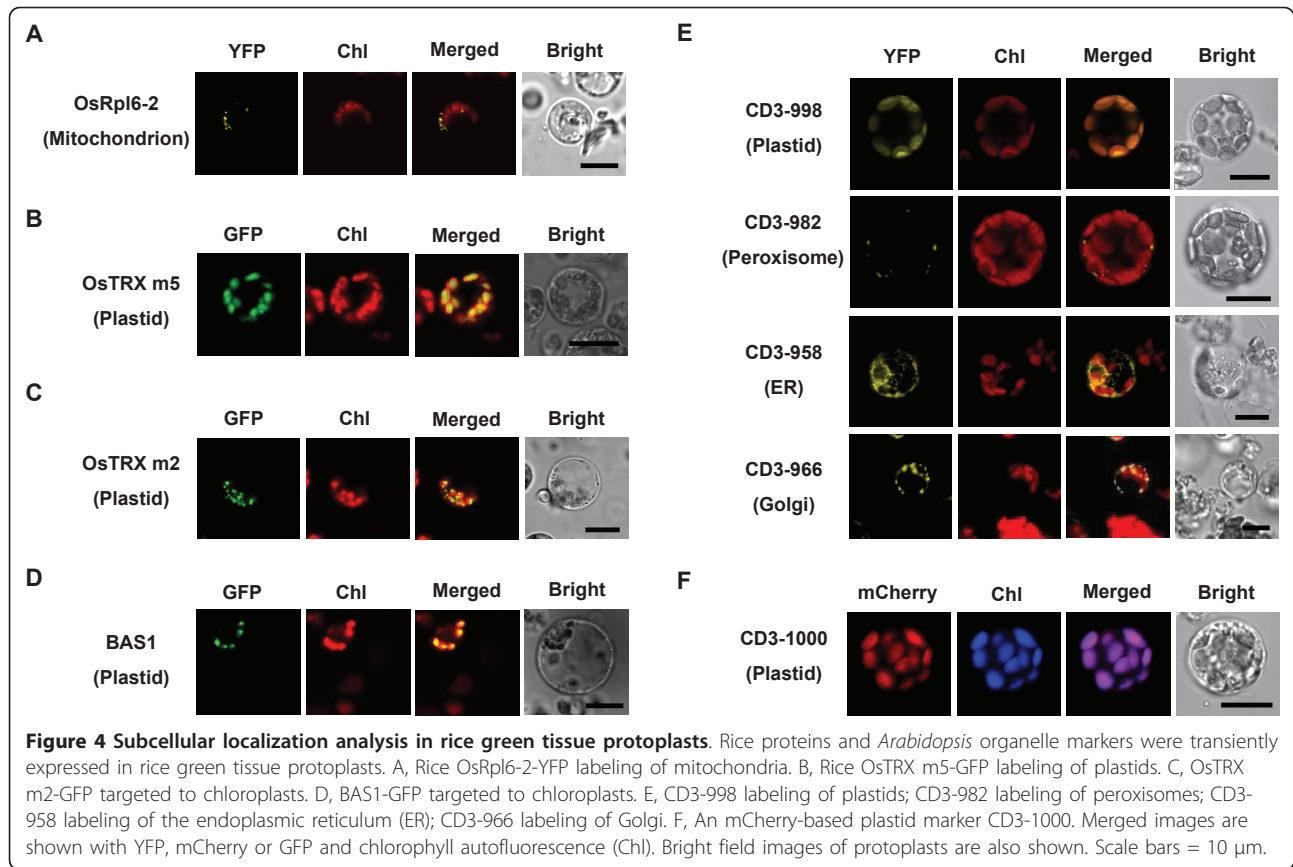 A
YFP Chl Merged Bright
OsRpl6-2
(Mitochondrion)
B
GFP Chl Merged Bright
OsTRX m5
(Plastid)
C
GFP Chl Merged Bright
OsTRX m2
(Plastid)
D
GFP Chl Merged Bright
BAS1
(Plastid)
E
YFP Chl Merged Bright
CD3-998
(Plastid)
CD3-982
(Peroxisome)
CD3-958
(ER)
CD3-966
(Golgi)
F
mCherry Chl Merged Bright
CD3-1000
(Plastid)
Figure 4 Subcellular localization analysis in rice green tissue protoplasts. Rice proteins and Arabidopsis organelle markers were transiently
expressed in rice green tissue protoplasts. A, Rice OsRpl6-2-YFP labeling of mitochondria. B, Rice OsTRX m5-GFP labeling of plastids. C, OsTRX
m2-GFP targeted to chloroplasts. D, BAS1-GFP targeted to chloroplasts. E, CD3-998 labeling of plastids; CD3-982 labeling of peroxisomes; CD3-
958 labeling of the endoplasmic reticulum (ER); CD3-966 labeling of Golgi. F, An mCherry-based plastid marker CD3-1000. Merged images are
shown with YFP, mCherry or GFP and chlorophyll autofluorescence (Chl). Bright field images of protoplasts are also shown. Scale bars = 10 μm.